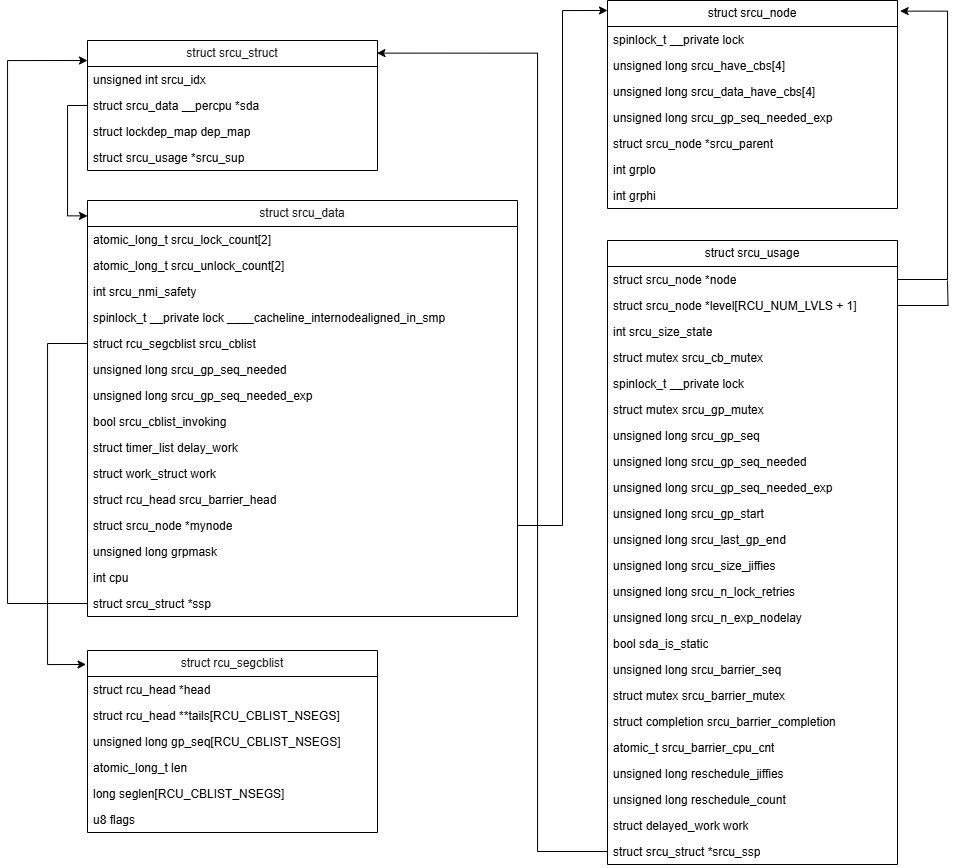 struct srcu_struct
unsigned int srcu_idx
struct srcu_data __percpu *sda
struct lockdep_map dep_map
struct srcu_usage *srcu_sup
struct srcu_data
atomic_long_t srcu_lock_count[2]
atomic_long_t srcu_unlock_count[2]
int srcu_nmi_safety
spinlock_t __private lock ____cacheline_internodealigned_in_smp
struct rcu_segcblist srcu_cblist
unsigned long srcu_gp_seq_needed
unsigned long srcu_gp_seq_needed_exp
bool srcu_cblist_invoking
struct timer_list delay_work
struct work_struct work
struct rcu_head srcu_barrier_head
struct srcu_node *mynode
unsigned long grpmask
int cpu
struct srcu_struct *ssp
struct rcu_segcblist
struct rcu_head *head
struct rcu_head **tails[RCU_CBLIST_NSEGS]
unsigned long gp_seq[RCU_CBLIST_NSEGS]
atomic_long_t len
long seglen[RCU_CBLIST_NSEGS]
u8 flags
struct srcu_node
spinlock_t __private lock
unsigned long srcu_have_cbs[4]
unsigned long srcu_data_have_cbs[4]
unsigned long srcu_gp_seq_needed_exp
struct srcu_node *srcu_parent
int grplo
int grphi
struct srcu_usage
struct srcu_node *node
struct srcu_node *level[RCU_NUM_LVLS + 1]
int srcu_size_state
struct mutex srcu_cb_mutex
spinlock_t __private lock
struct mutex srcu_gp_mutex
unsigned long srcu_gp_seq
unsigned long srcu_gp_seq_needed
unsigned long srcu_gp_seq_needed_exp
unsigned long srcu_gp_start
unsigned long srcu_last_gp_end
unsigned long srcu_size_jiffies
unsigned long srcu_n_lock_retries
unsigned long srcu_n_exp_nodelay
bool sda_is_static
unsigned long srcu_barrier_seq
struct mutex srcu_barrier_mutex
struct completion srcu_barrier_completion
atomic_t srcu_barrier_cpu_cnt
unsigned long reschedule_jiffies
unsigned long reschedule_count
struct delayed_work work
struct srcu_struct *srcu_ssp